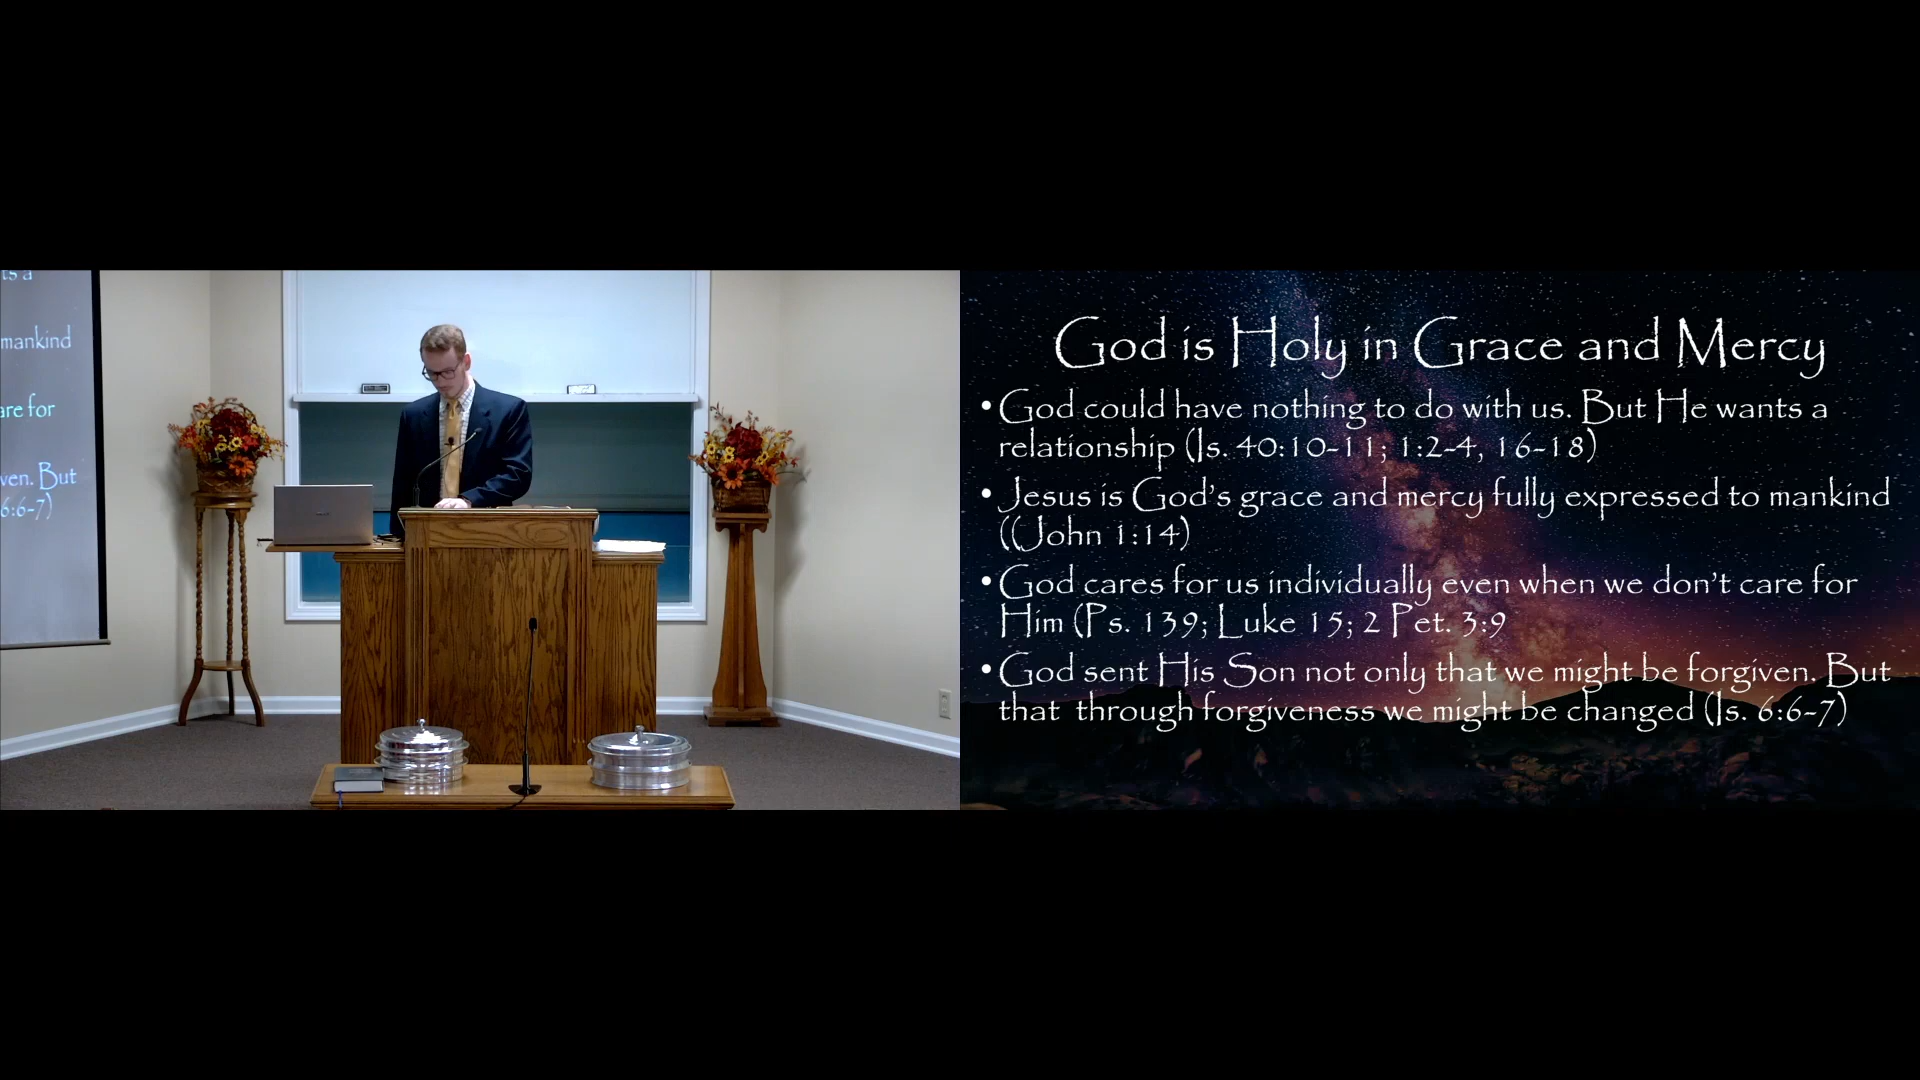 ts a
mankind
are for
ven. But
6:6-7)
God is Holy in Grace and Mercy
• God could have nothing to do with us. But He wants a
relationship (Is. 40:10-11; 1:2-4, 16-18)
• Jesus is God's grace and mercy fully expressed to mankind
((John 1:14)
• God cares for us individually even when we don't care for
Him (Ps. 139; Luke 15; 2 Pet. 3:9
• God sent His Son not only that we might be forgiven. But
that  through forgiveness we might be changed (Is. 6:6-7)